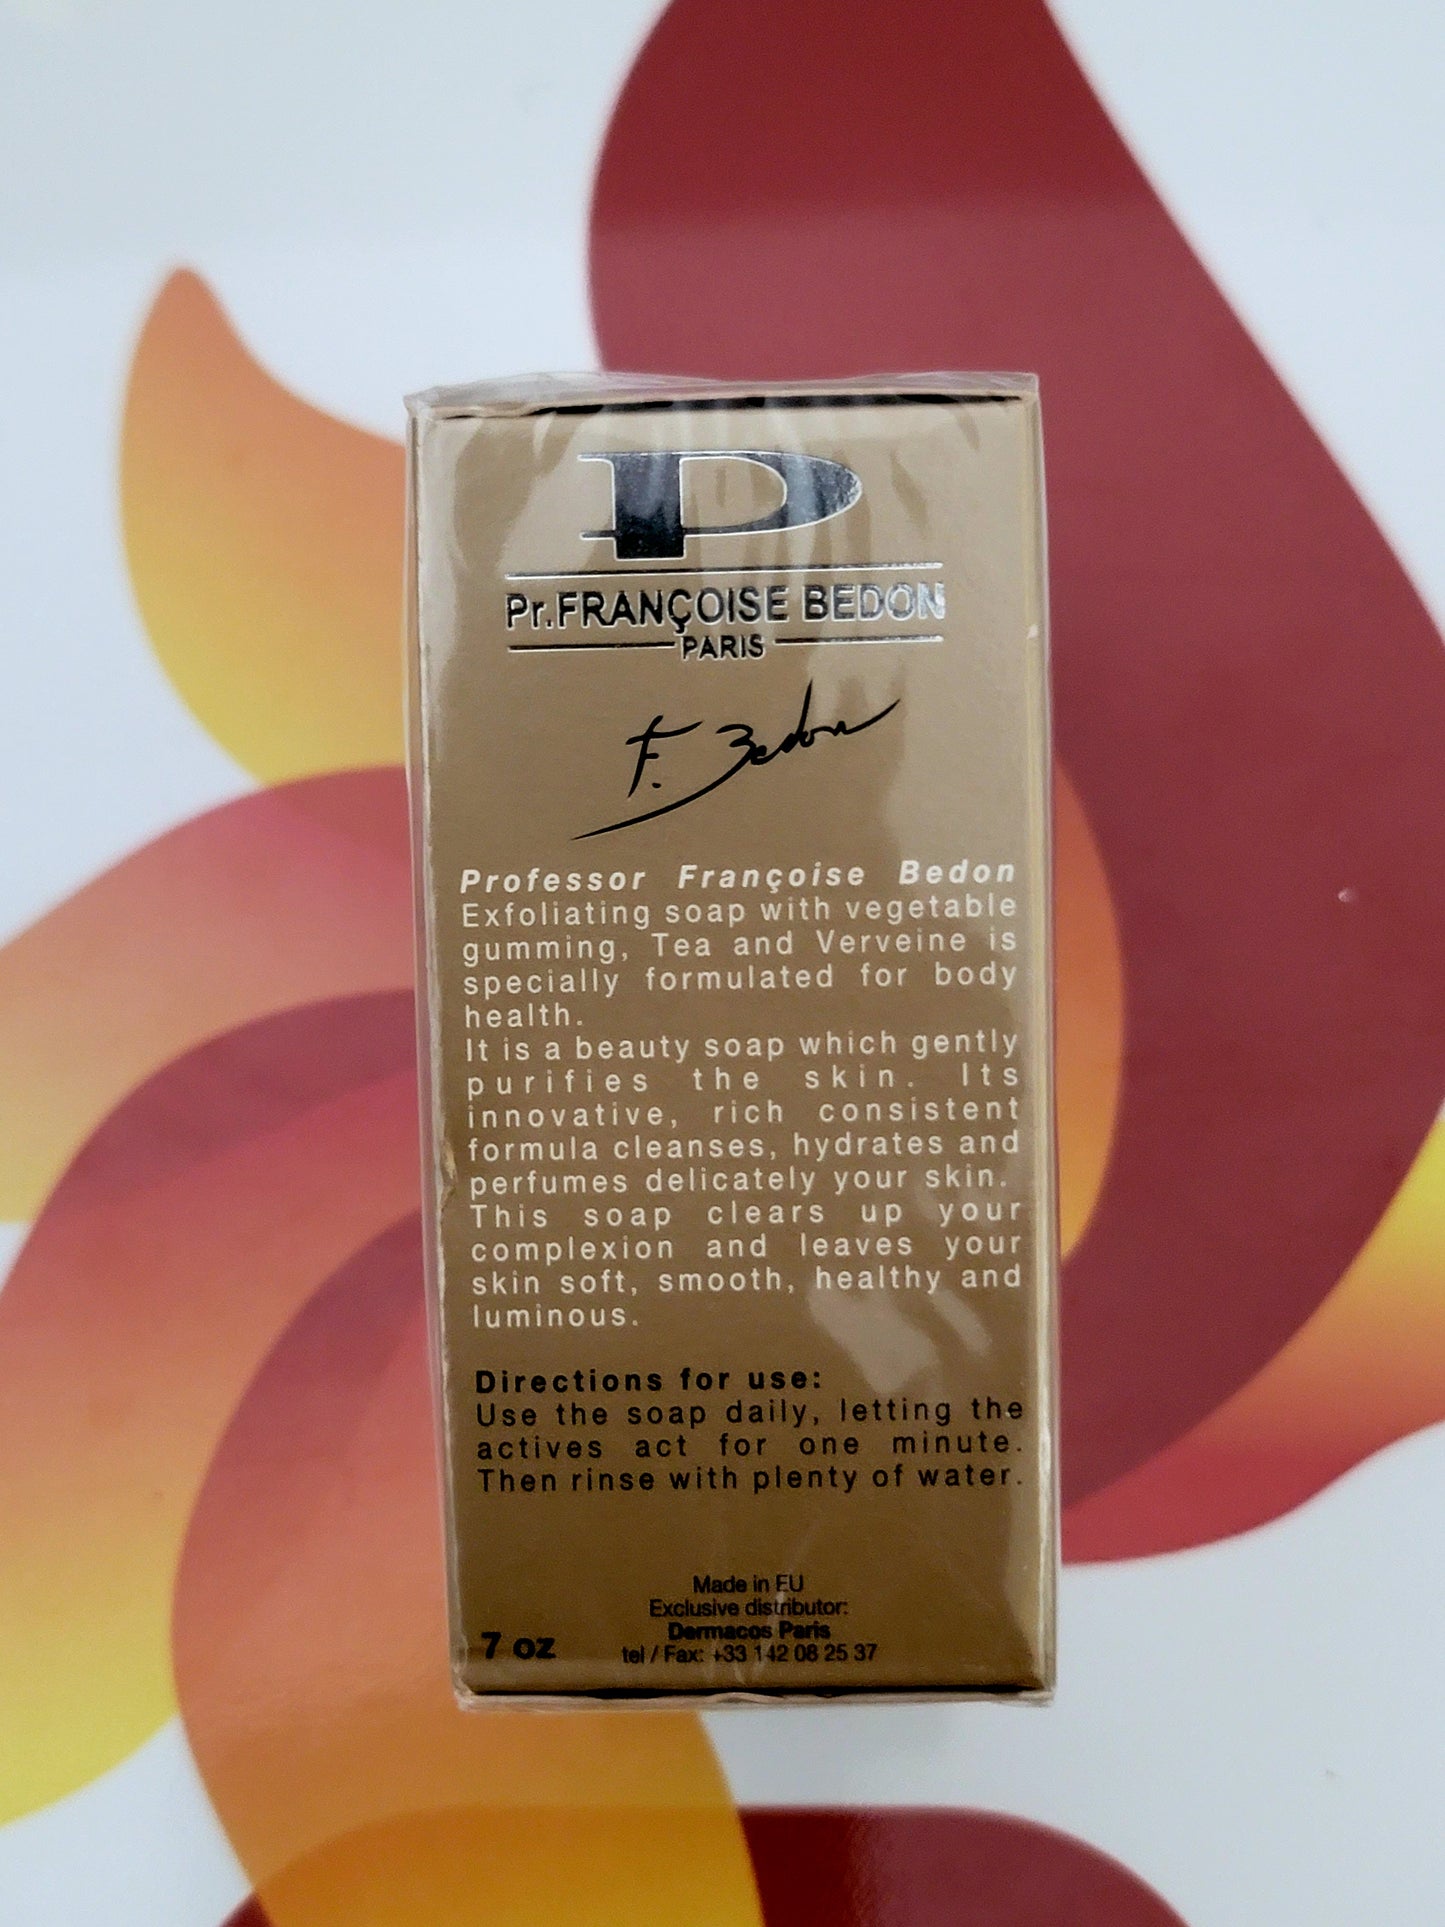 P
Pr.FRANÇOISE BEDON
PARIS
F. Bedon
Professor Françoise Bedon
Exfoliating soap with vegetable
gumming, Tea and Verveine is
specially formulated for body
health.
It is a beauty soap which gently
purifies the skin. Its
innovative, rich consistent
formula cleanses, hydrates and
perfumes delicately your skin.
This soap clears up your
complexion and leaves your
skin soft, smooth, healthy and
luminous.
Directions for use:
Use the soap daily, letting the
actives act for one minute.
Then rinse with plenty of water.
Made in EU
Exclusive distributor:
Dermacos Paris
7 oz tel / Fax: +33 142 08 25 37